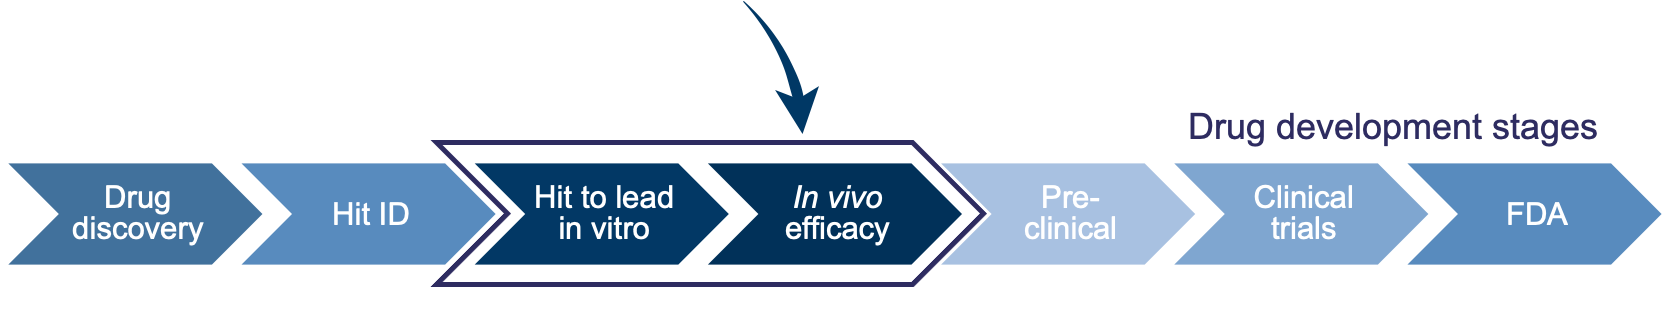 Drug development stages
Drug
discovery
Hit ID
Hit to lead
in vitro
In vivo
efficacy
Pre-
clinical
Clinical
trials
FDA